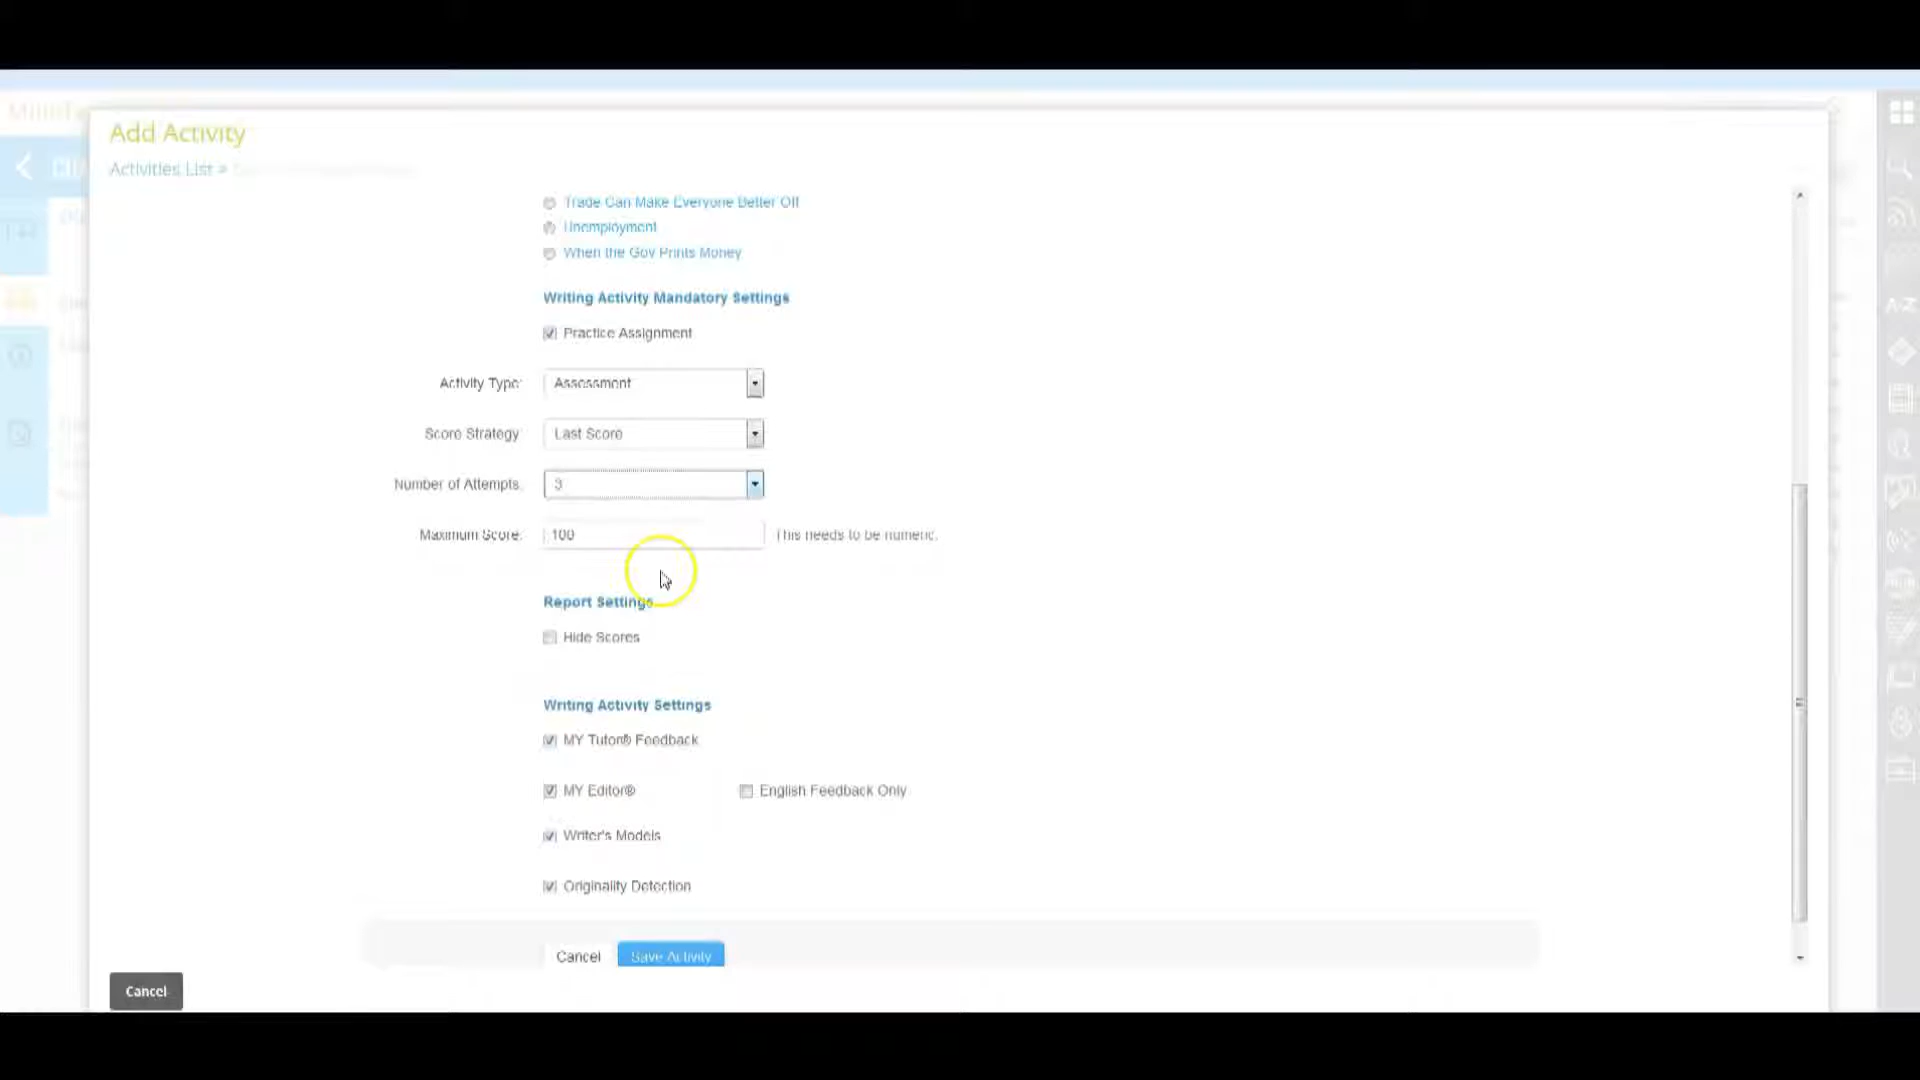 Add Activity
Activities List »
Trade Can Make Everyone Better Off
Unemployment
When the Gov Prints Money
Writing Activity Mandatory Settings
Practice Assignment
Activity Type: Assessment
Score Strategy: Last Score
Number of Attempts: 3
Maximum Score: 100 This needs to be numeric.
Report Settings
Hide Scores
Writing Activity Settings
MY Tutor® Feedback
MY Editor® English Feedback Only
Writer's Models
Originality Detection
Cancel Save Activity
Cancel
A-Z